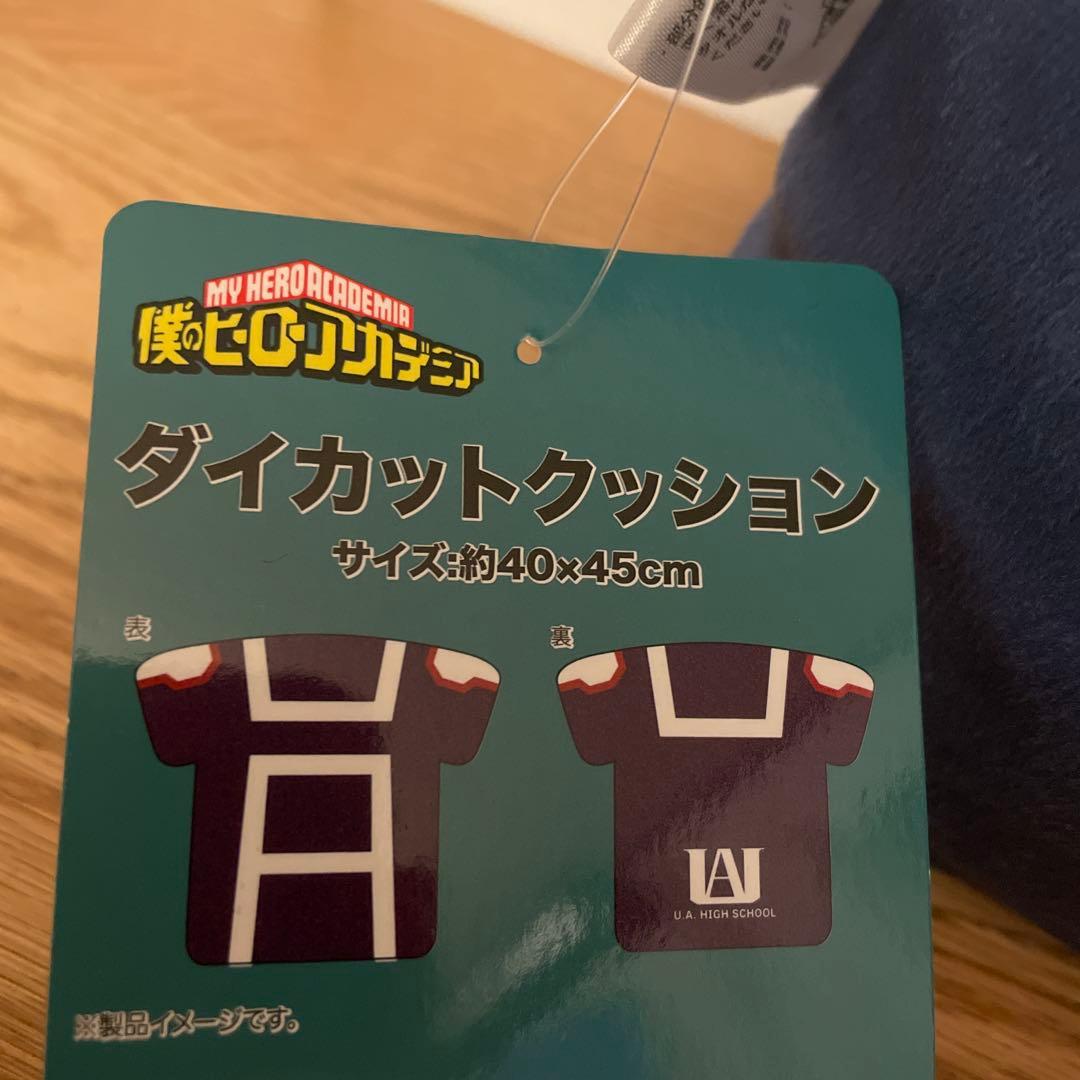 MY HERO ACADEMIA
僕のヒーローアカデミア
ダイカットクッション
サイズ:約40×45cm
表
裏
UA
U.A. HIGH SCHOOL
※製品イメージです。